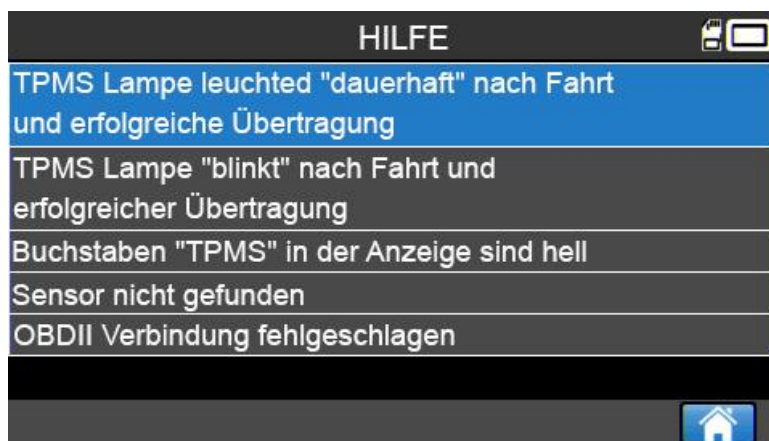 HILFE
TPMS Lampe leuchted "dauerhaft" nach Fahrt
und erfolgreiche Übertragung
TPMS Lampe "blinkt" nach Fahrt und
erfolgreicher Übertragung
Buchstaben "TPMS" in der Anzeige sind hell
Sensor nicht gefunden
OBDII Verbindung fehlgeschlagen